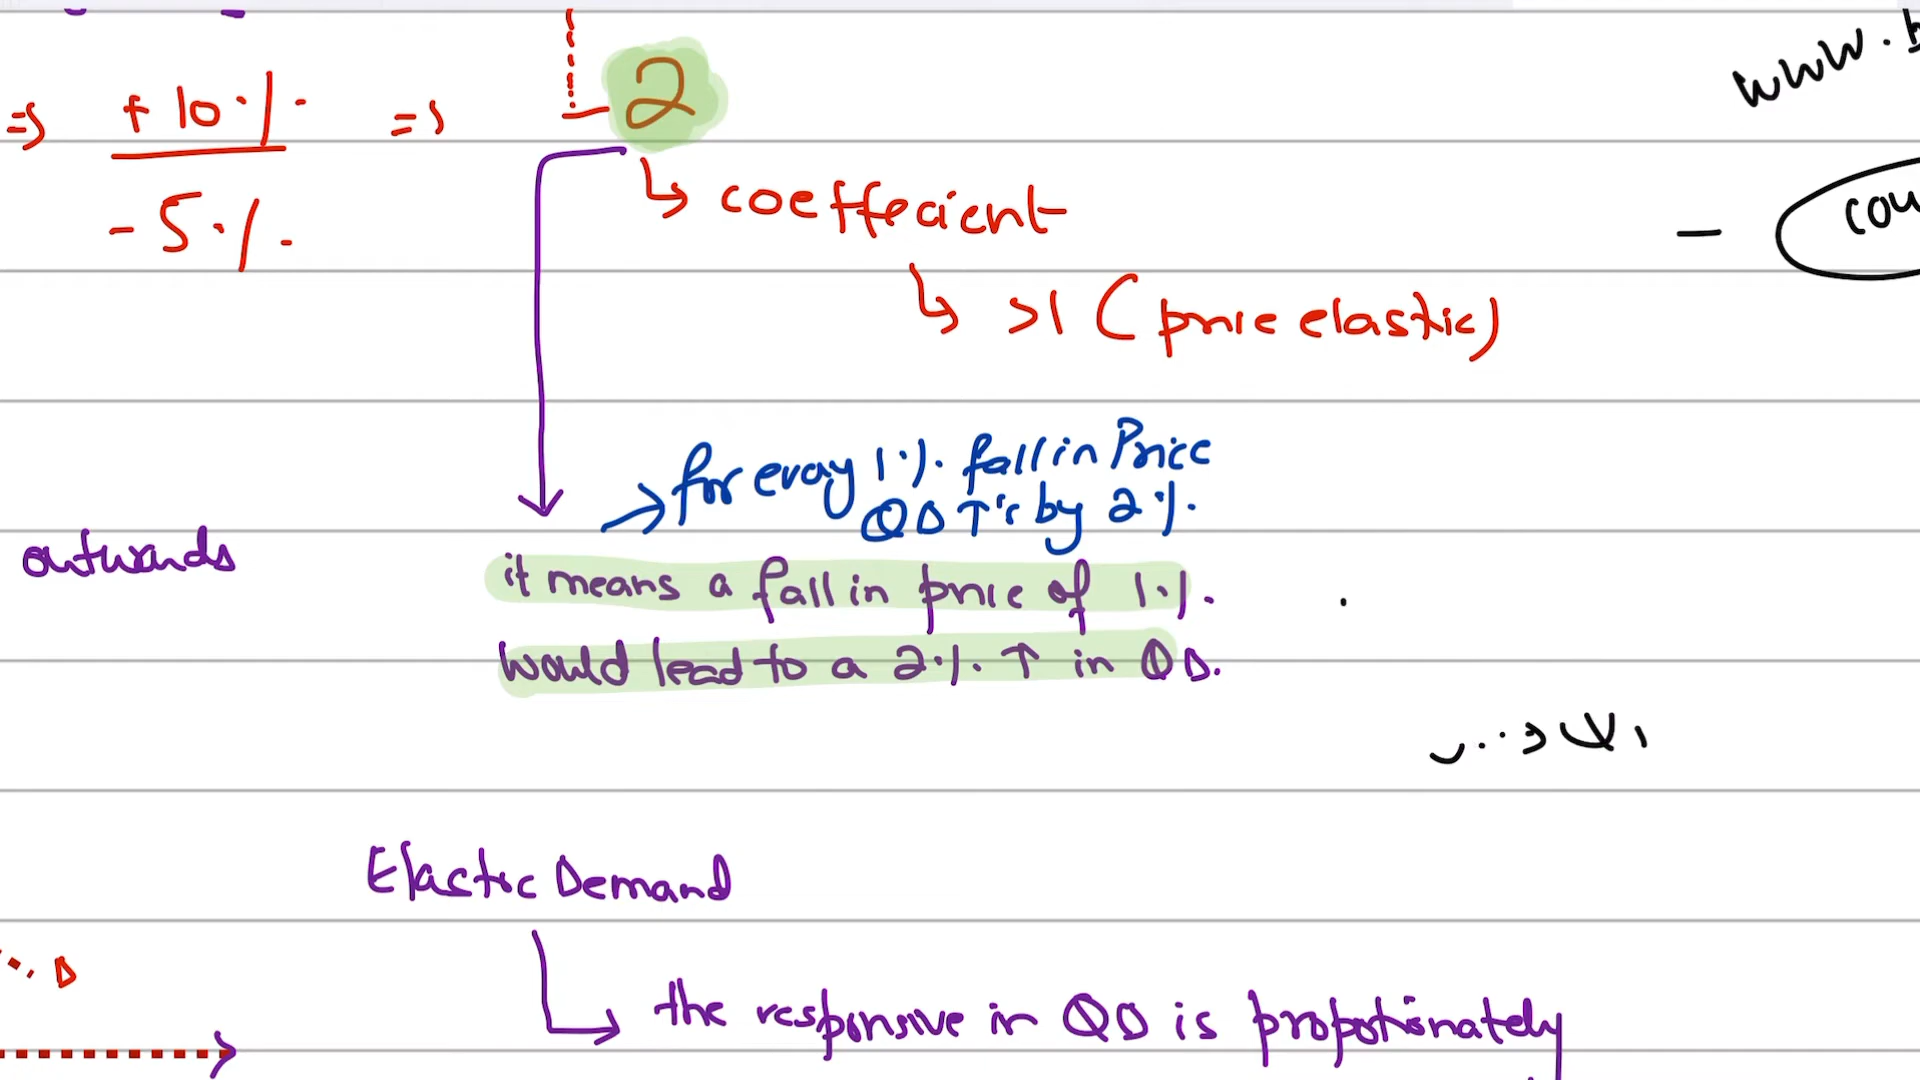 www.
=> +10% => - 2
-5%
↳ coeffecient
- cou
↳ >1 (price elastic)
→ for every 1% fall in Price
QD ↑'s by 2%.
outwards
it means a fall in price of 1%.
would lead to a 2% ↑ in QD.
Elastic Demand
D
↳ the responsive in QD is proportionately